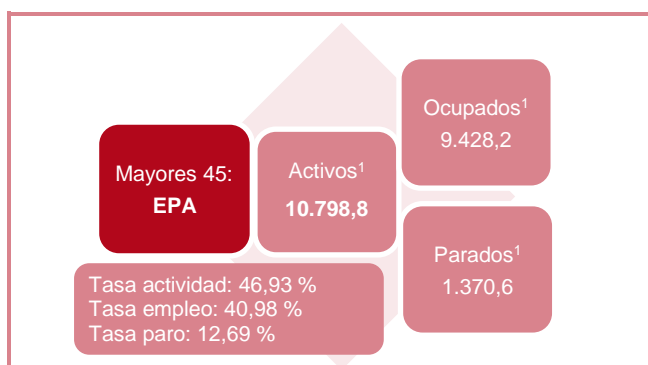 Mayores 45:
EPA
Activos¹
10.798,8
Ocupados¹
9.428,2
Parados¹
1.370,6
Tasa actividad: 46,93 %
Tasa empleo: 40,98 %
Tasa paro: 12,69 %